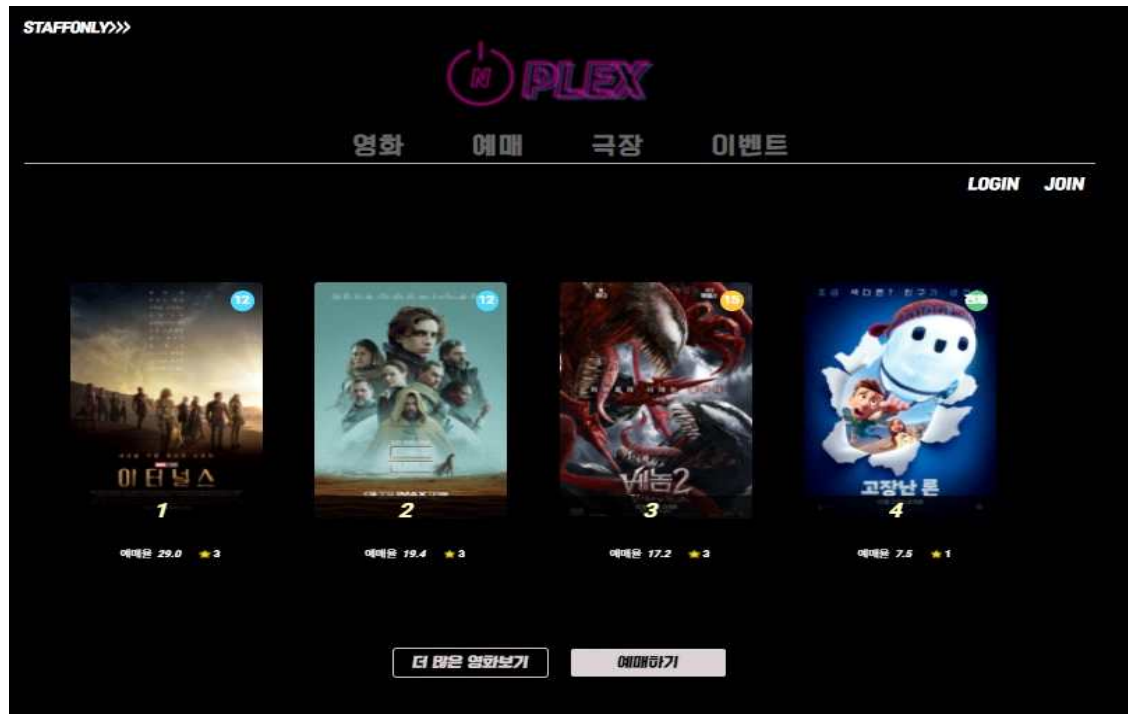 STAFFONLY>>>
N PLEX
영화 예매 극장 이벤트
LOGIN JOIN
12 12 15 전체
이터널스
베놈2
고장난 론
1 2 3 4
예매율 29.0 ★3 예매율 19.4 ★3 예매율 17.2 ★3 예매율 7.5 ★1
더 많은 영화보기 예매하기